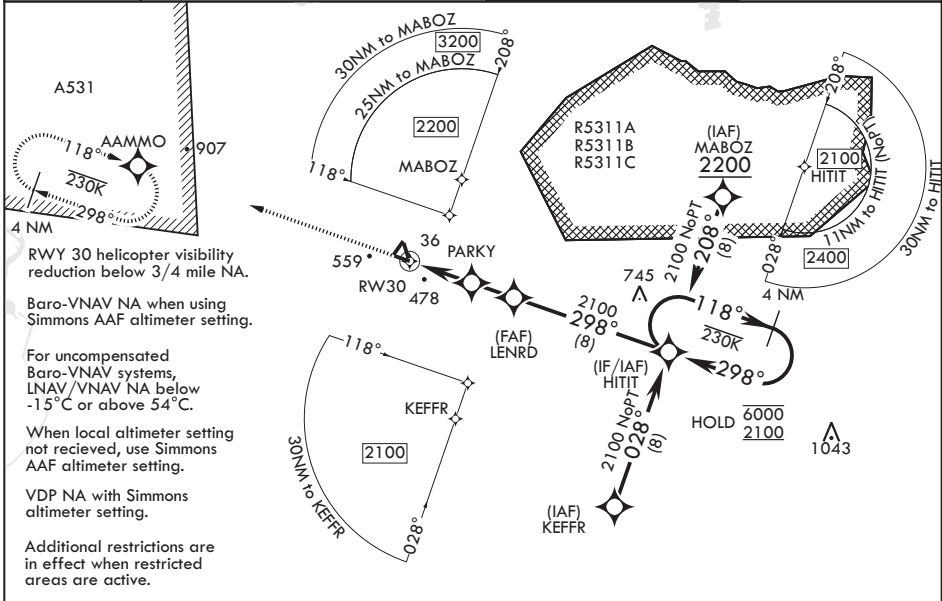 A531
AAMMO
118°
230K
298°
4 NM
907
RWY 30 helicopter visibility
reduction below 3/4 mile NA.
Baro-VNAV NA when using
Simmons AAF altimeter setting.
For uncompensated
Baro-VNAV systems,
LNAV/VNAV NA below
-15°C or above 54°C.
When local altimeter setting
not recieved, use Simmons
AAF altimeter setting.
VDP NA with Simmons
altimeter setting.
Additional restrictions are
in effect when restricted
areas are active.
30NM to MABOZ
3200
208°
25NM to MABOZ
2200
MABOZ
118°
R5311A
R5311B
R5311C
(IAF)
MABOZ
2200
2100 NoPT
208°
(8)
208°
2100
HITIT
11NM to HITIT (NoPT)
30NM to HITIT
2400
028°
4 NM
36
559
RW30
478
PARKY
(FAF)
LENRD
2100
298°
(8)
745
118°
230K
298°
(IF/IAF)
HITIT
HOLD
6000
2100
1043
2100 NoPT
028°
(8)
(IAF)
KEFFR
118°
KEFFR
2100
30NM to KEFFR
028°